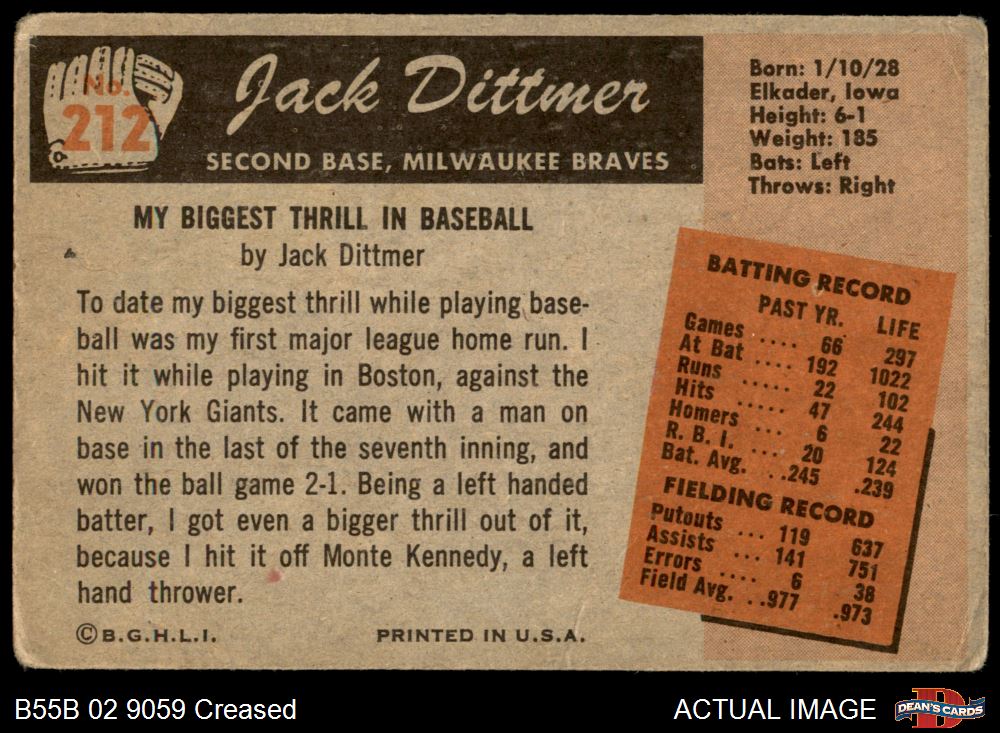 No.
212
Jack Dittmer
SECOND BASE, MILWAUKEE BRAVES
MY BIGGEST THRILL IN BASEBALL
by Jack Dittmer
To date my biggest thrill while playing base-
ball was my first major league home run. I
hit it while playing in Boston, against the
New York Giants. It came with a man on
base in the last of the seventh inning, and
won the ball game 2-1. Being a left handed
batter, I got even a bigger thrill out of it,
because I hit it off Monte Kennedy, a left
hand thrower.
©B.G.H.L.I. PRINTED IN U.S.A.
Born: 1/10/28
Elkader, Iowa
Height: 6-1
Weight: 185
Bats: Left
Throws: Right
BATTING RECORD
PAST YR. LIFE
Games .... 66 297
At Bat .... 192 1022
Runs ..... 22 102
Hits ..... 47 244
Homers ... 6 22
R. B. I. ... 20 124
Bat. Avg. ..245 .239
FIELDING RECORD
Putouts ... 119 637
Assists ... 141 751
Errors .... 6 38
Field Avg. ..977 .973
B55B 02 9059 Creased
ACTUAL IMAGE
DEAN'S CARDS